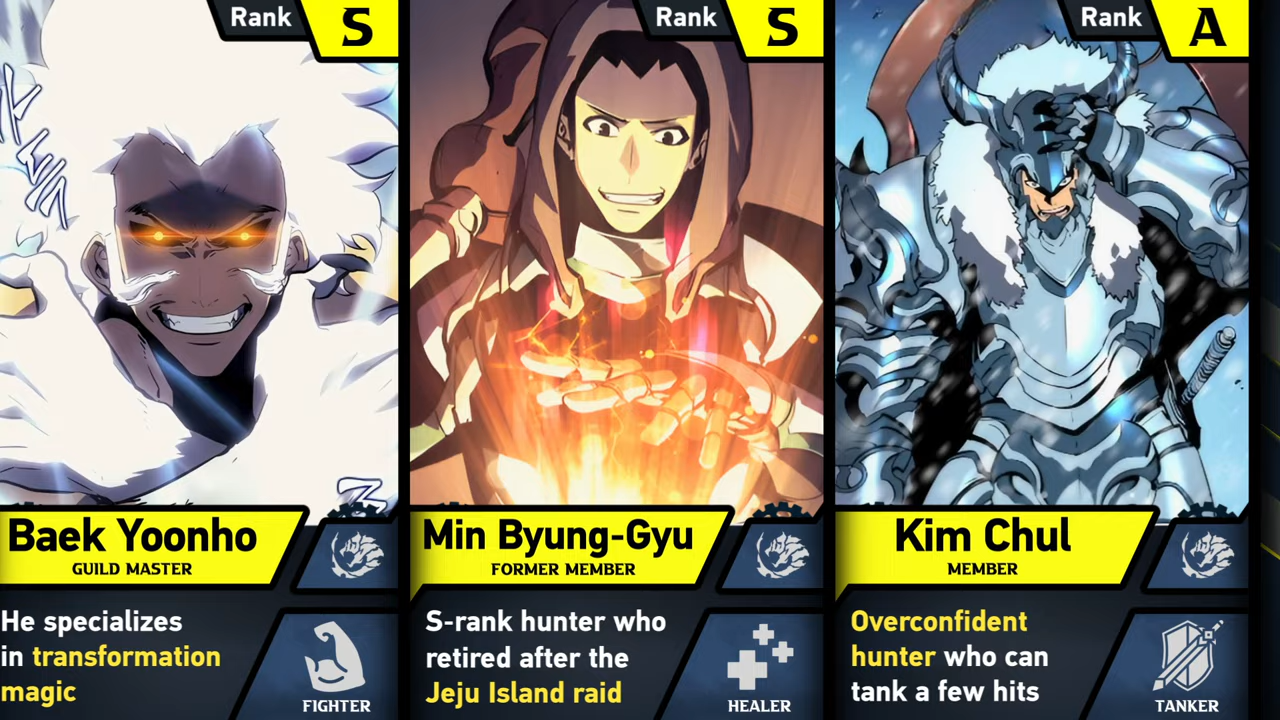 Rank S
Baek Yoonho
GUILD MASTER
He specializes
in transformation
magic
FIGHTER
Rank S
Min Byung-Gyu
FORMER MEMBER
S-rank hunter who
retired after the
Jeju Island raid
HEALER
Rank A
Kim Chul
MEMBER
Overconfident
hunter who can
tank a few hits
TANKER